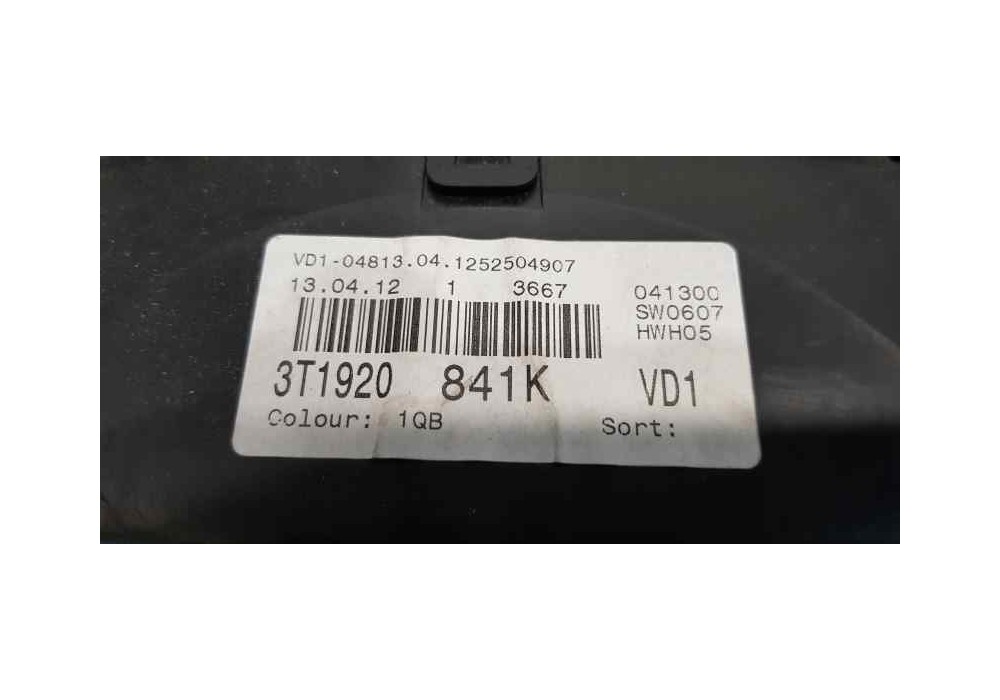 VD1-04813.04.1252504907
13.04.12 1 3667 041300
SW0607
HWH05
3T1920 841K VD1
Colour: 1QB Sort: